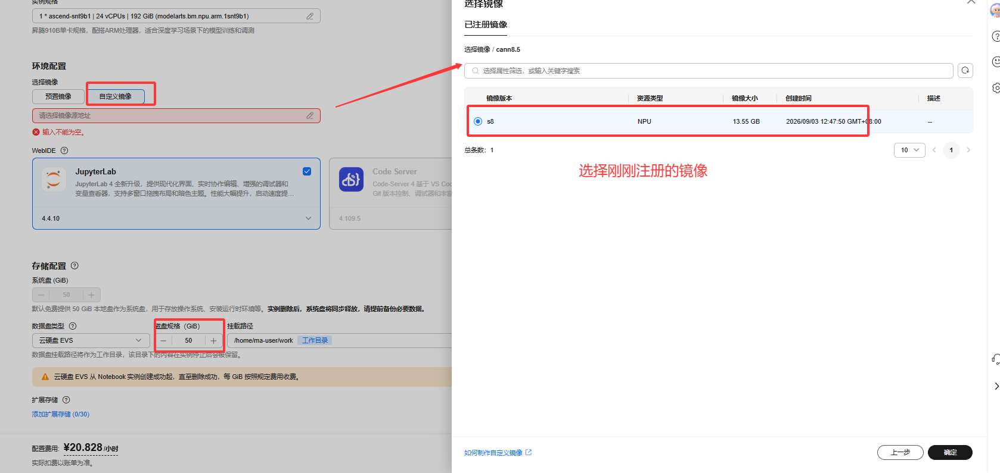 实例规格
1 * ascend-snt9b1 | 24 vCPUs | 192 GiB (modelarts.bm.npu.arm.1snt9b1)
昇腾910B单卡规格，配搭ARM处理器，适合深度学习场景下的模型训练和调测
环境配置
选择镜像
预置镜像
自定义镜像
请选择镜像源地址
输入不能为空。
WebIDE
JupyterLab
JupyterLab 4 全新升级，提供现代化界面、实时协作编辑、增强的调试器和
变量查看器，支持多窗口拖拽布局和暗色主题。性能大幅提升，启动速度提...
4.4.10
Code Server
Code-Server 4 基于 VS Coc
Git 版本控制、调试器和丰富
4.109.5
存储配置
系统盘 (GiB)
50
默认免费提供 50 GiB 本地盘作为系统盘，用于存放操作系统、安装运行时环境等。实例删除后，系统盘将同步释放，请提前备份必要数据。
数据盘类型
磁盘规格（GiB）
挂载路径
云硬盘 EVS
50
/home/ma-user/work
工作目录
数据盘挂载路径将作为工作目录，该目录下的内容在实例停止后会被保留。
云硬盘 EVS 从 Notebook 实例创建成功起，直至删除成功，每 GiB 按照规定费用收费。
扩展存储
添加扩展存储 (0/30)
配置费用: ¥20.828 /小时
实际扣费以账单为准。
选择镜像
已注册镜像
选择镜像 / cann8.5
选择属性筛选，或输入关键字搜索
镜像版本
资源类型
镜像大小
创建时间
描述
s8
NPU
13.55 GB
2026/09/03 12:47:50 GMT+08:00
--
总条数：1
10
1
选择刚刚注册的镜像
如何制作自定义镜像
上一步
确定